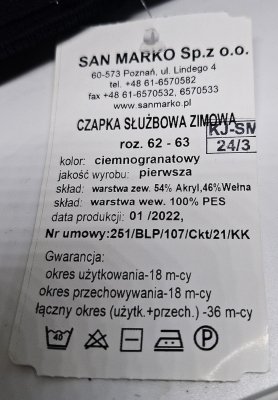 SAN MARKO Sp.z o.o.
60-573 Poznań, ul. Lindego 4
tel. +48 61-6570582
fax +48 61-6570532, 6570533
www.sanmarko.pl
CZAPKA SŁUŻBOWA ZIMOWA
KJ-SM
24/3
roz. 62 - 63
kolor: ciemnogranatowy
jakość wyrobu: pierwsza
skład: warstwa zew. 54% Akryl,46%Wełna
skład: warstwa wew. 100% PES
data produkcji: 01 /2022,
Nr umowy:251/BLP/107/Ckt/21/KK
Gwarancja:
okres użytkowania-18 m-cy
okres przechowywania-18 m-cy
łączny okres (użytk.+przech.) -36 m-cy
40 P